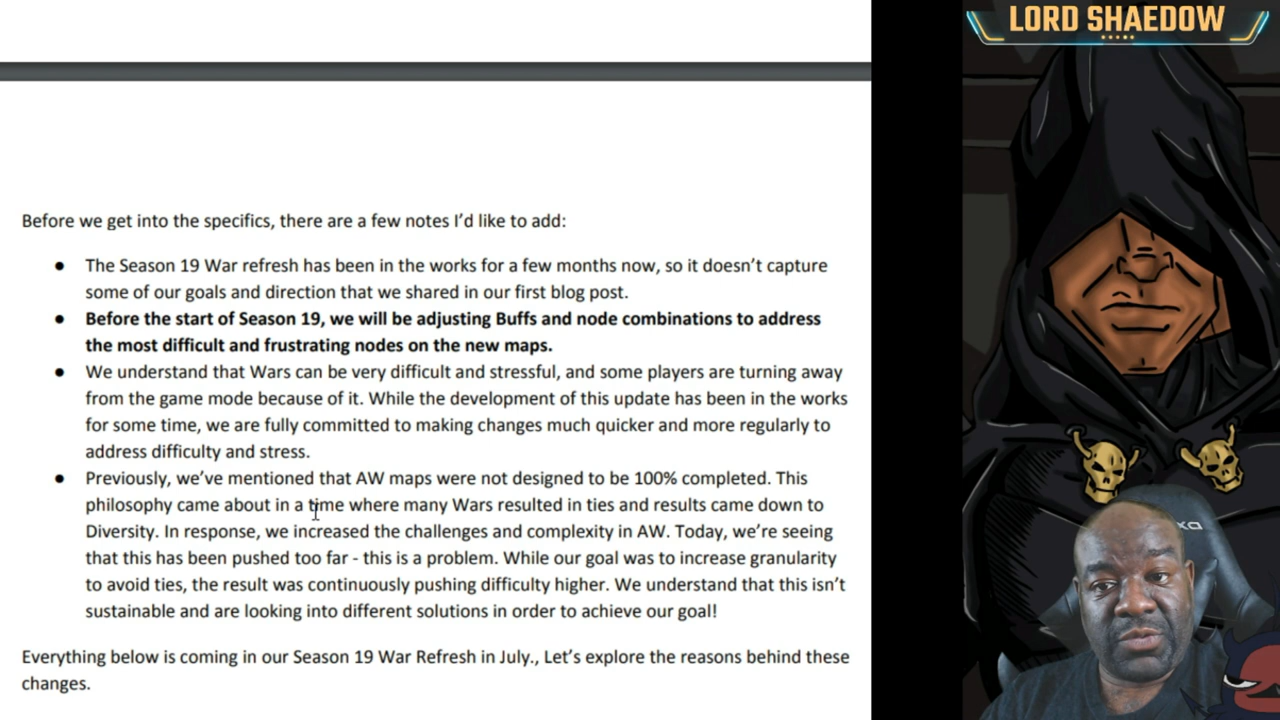 LORD SHAEDOW
Before we get into the specifics, there are a few notes I'd like to add:
● The Season 19 War refresh has been in the works for a few months now, so it doesn't capture
some of our goals and direction that we shared in our first blog post.
● Before the start of Season 19, we will be adjusting Buffs and node combinations to address
the most difficult and frustrating nodes on the new maps.
● We understand that Wars can be very difficult and stressful, and some players are turning away
from the game mode because of it. While the development of this update has been in the works
for some time, we are fully committed to making changes much quicker and more regularly to
address difficulty and stress.
● Previously, we've mentioned that AW maps were not designed to be 100% completed. This
philosophy came about in a time where many Wars resulted in ties and results came down to
Diversity. In response, we increased the challenges and complexity in AW. Today, we're seeing
that this has been pushed too far - this is a problem. While our goal was to increase granularity
to avoid ties, the result was continuously pushing difficulty higher. We understand that this isn't
sustainable and are looking into different solutions in order to achieve our goal!
Everything below is coming in our Season 19 War Refresh in July., Let's explore the reasons behind these
changes.